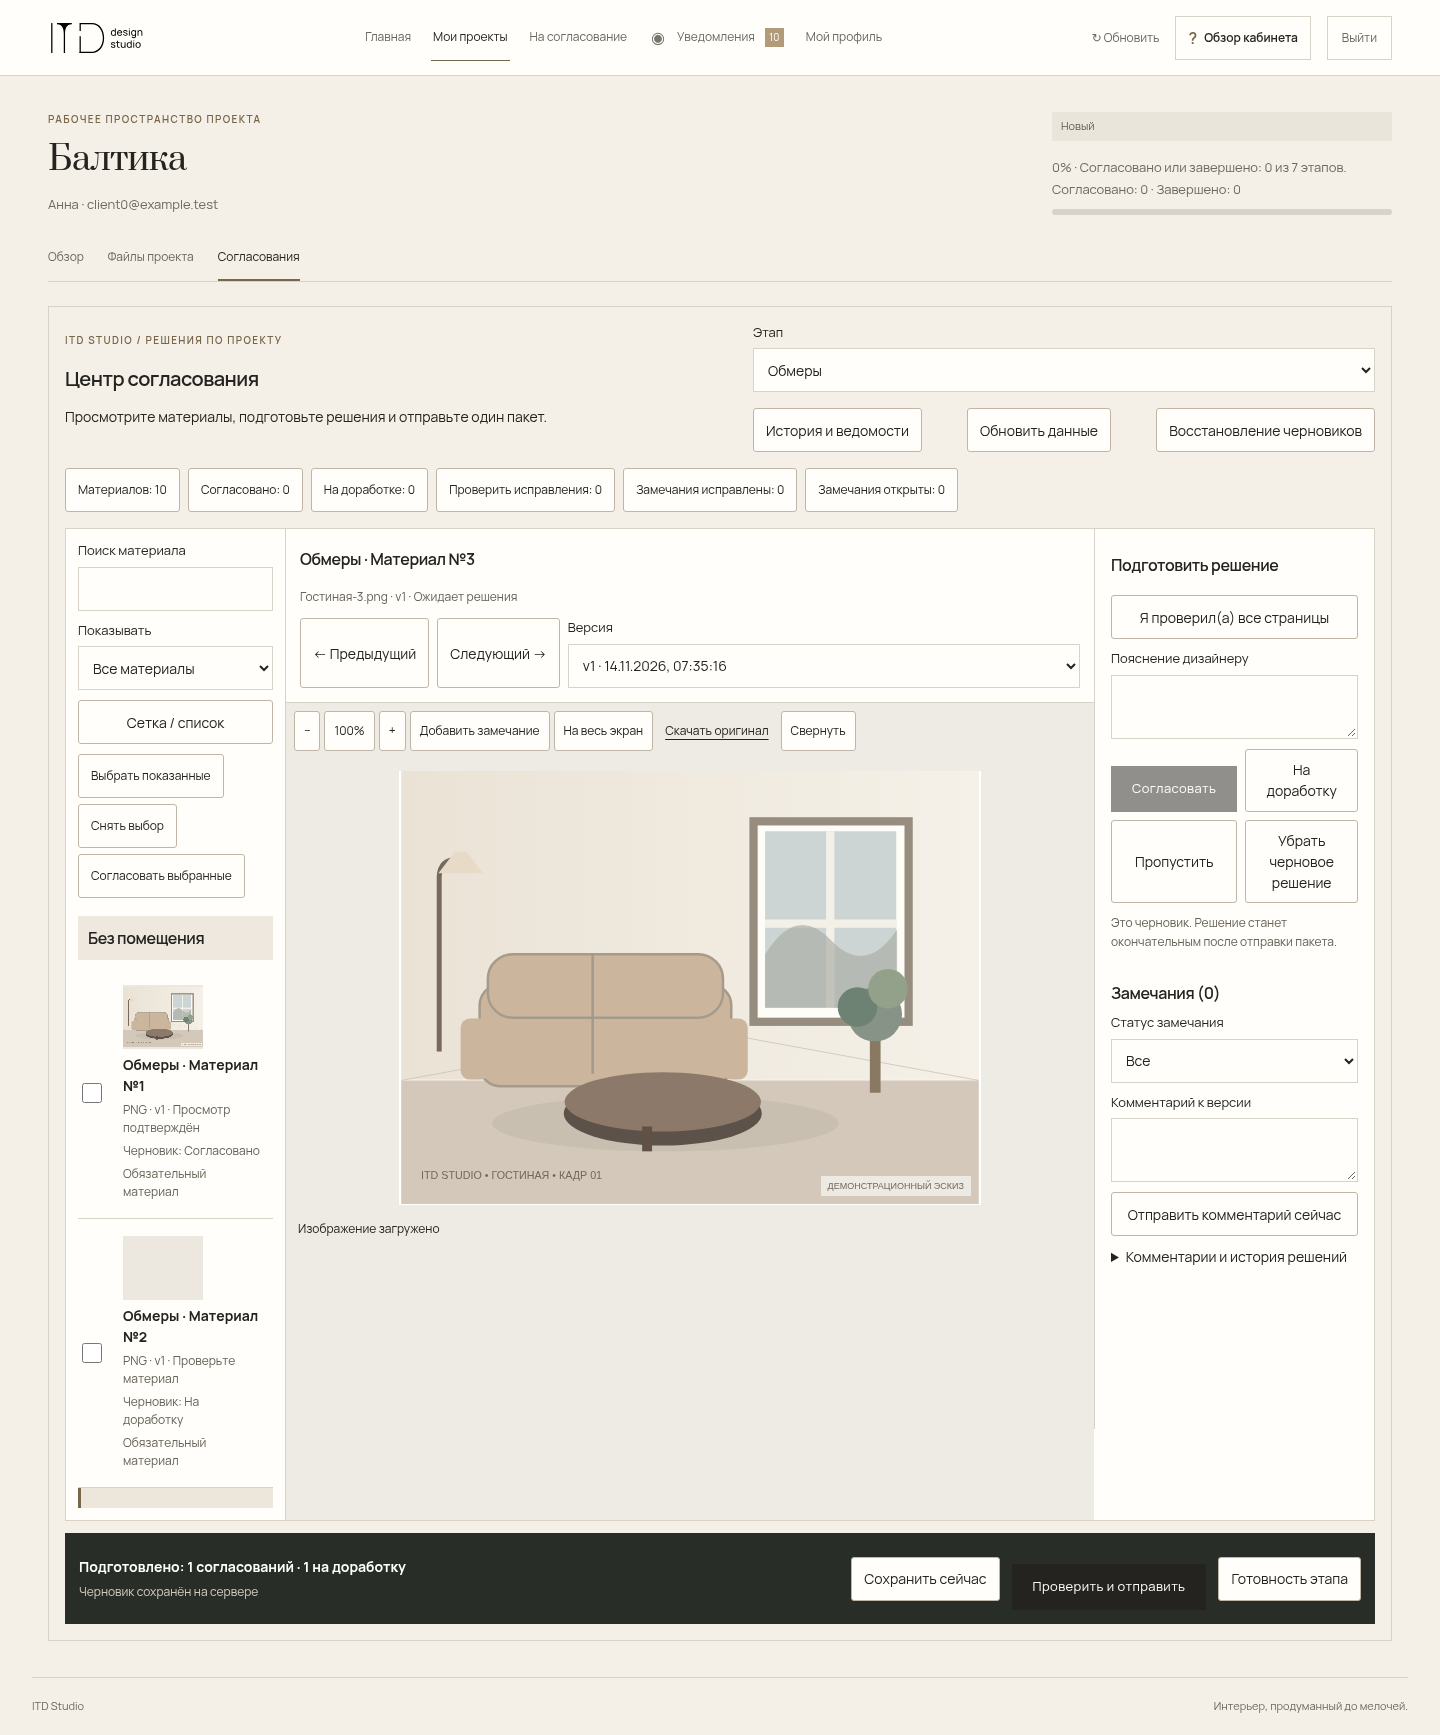 ITD design studio
Главная
Мои проекты
На согласование
Уведомления 10
Мой профиль
↻ Обновить
? Обзор кабинета
Выйти
РАБОЧЕЕ ПРОСТРАНСТВО ПРОЕКТА
Балтика
Анна · client0@example.test
Новый
0% · Согласовано или завершено: 0 из 7 этапов.
Согласовано: 0 · Завершено: 0
Обзор
Файлы проекта
Согласования
ITD STUDIO / РЕШЕНИЯ ПО ПРОЕКТУ
Центр согласования
Просмотрите материалы, подготовьте решения и отправьте один пакет.
Этап
Обмеры
История и ведомости
Обновить данные
Восстановление черновиков
Материалов: 10
Согласовано: 0
На доработке: 0
Проверить исправления: 0
Замечания исправлены: 0
Замечания открыты: 0
Поиск материала
Показывать
Все материалы
Сетка / список
Выбрать показанные
Снять выбор
Согласовать выбранные
Без помещения
Обмеры · Материал
№1
PNG · v1 · Просмотр
подтверждён
Черновик: Согласовано
Обязательный
материал
Обмеры · Материал
№2
PNG · v1 · Проверьте
материал
Черновик: На
доработку
Обязательный
материал
Обмеры · Материал №3
Гостиная-3.png · v1 · Ожидает решения
← Предыдущий
Следующий →
Версия
v1 · 14.11.2026, 07:35:16
−
100%
+
Добавить замечание
На весь экран
Скачать оригинал
Свернуть
ITD STUDIO • ГОСТИНАЯ • КАДР 01
ДЕМОНСТРАЦИОННЫЙ ЭСКИЗ
Изображение загружено
Подготовить решение
Я проверил(а) все страницы
Пояснение дизайнеру
Согласовать
На
доработку
Пропустить
Убрать
черновое
решение
Это черновик. Решение станет
окончательным после отправки пакета.
Замечания (0)
Статус замечания
Все
Комментарий к версии
Отправить комментарий сейчас
▶ Комментарии и история решений
Подготовлено: 1 согласований · 1 на доработку
Черновик сохранён на сервере
Сохранить сейчас
Проверить и отправить
Готовность этапа
ITD Studio
Интерьер, продуманный до мелочей.